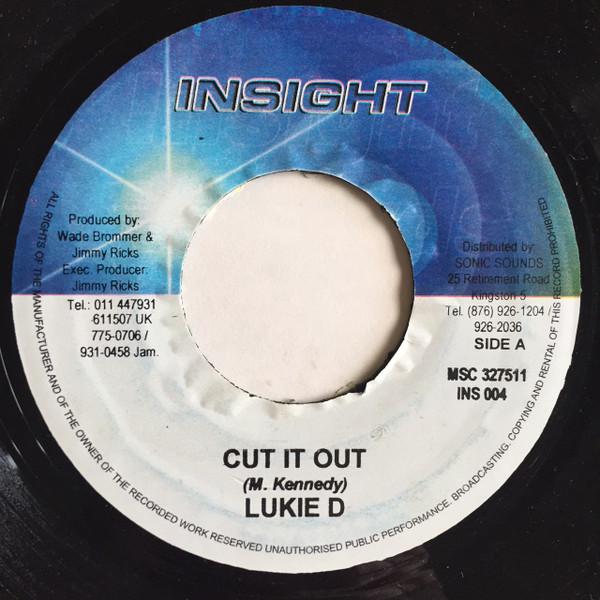 INSIGHT
Produced by:
Wade Brommer &
Jimmy Ricks
Exec. Producer:
Jimmy Ricks
Tel.: 011 447931
611507 UK
775-0706 /
931-0458 Jam.
Distributed by:
SONIC SOUNDS
25 Retirement Road
Kingston 5
Tel. (876) 926-1204 /
926-2036
SIDE A
MSC 327511
INS 004
CUT IT OUT
(M. Kennedy)
LUKIE D
ALL RIGHTS OF THE MANUFACTURER AND OF THE OWNER OF THE RECORDED WORK RESERVED UNAUTHORISED PUBLIC PERFORMANCE. BROADCASTING. COPYING AND RENTAL OF THIS RECORD PROHIBITED